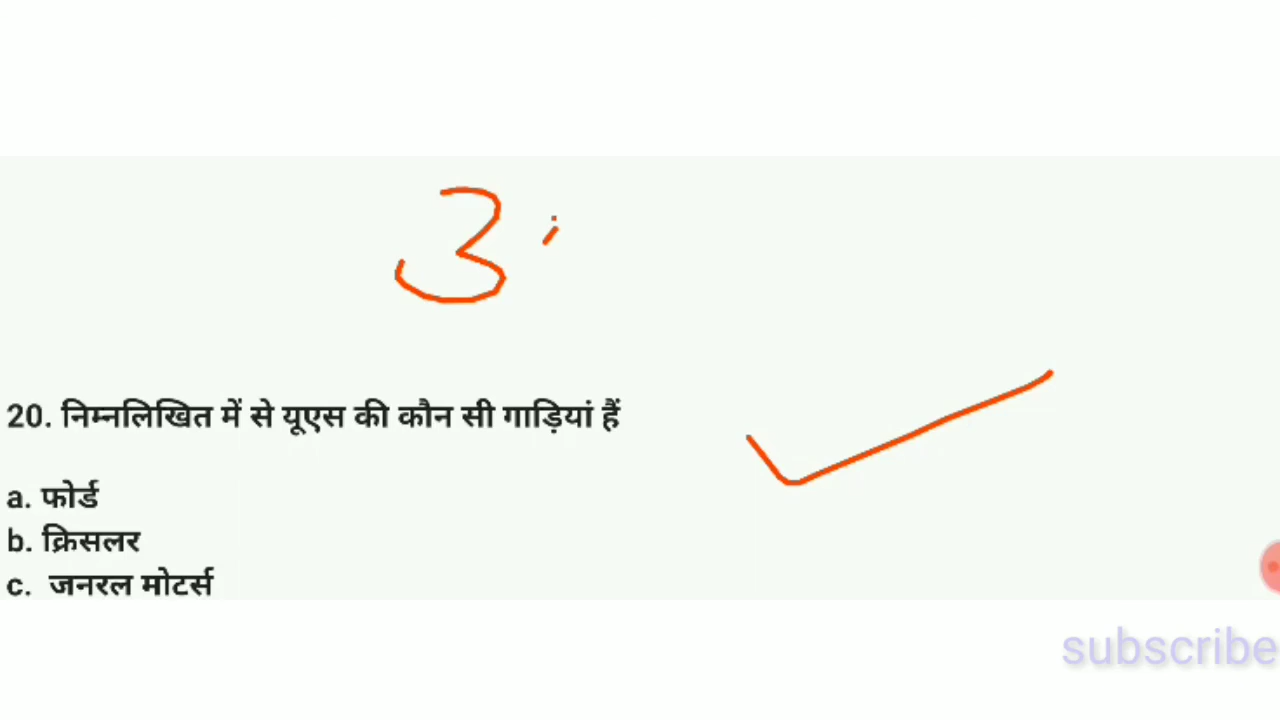 3
20. निम्नलिखित में से यूएस की कौन सी गाड़ियां हैं
a. फोर्ड
b. क्रिसलर
c. जनरल मोटर्स
subscribe